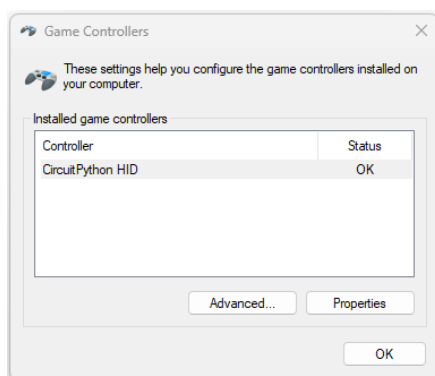 Game Controllers
These settings help you configure the game controllers installed on
your computer.
Installed game controllers
Controller Status
CircuitPython HID OK
Advanced... Properties
OK